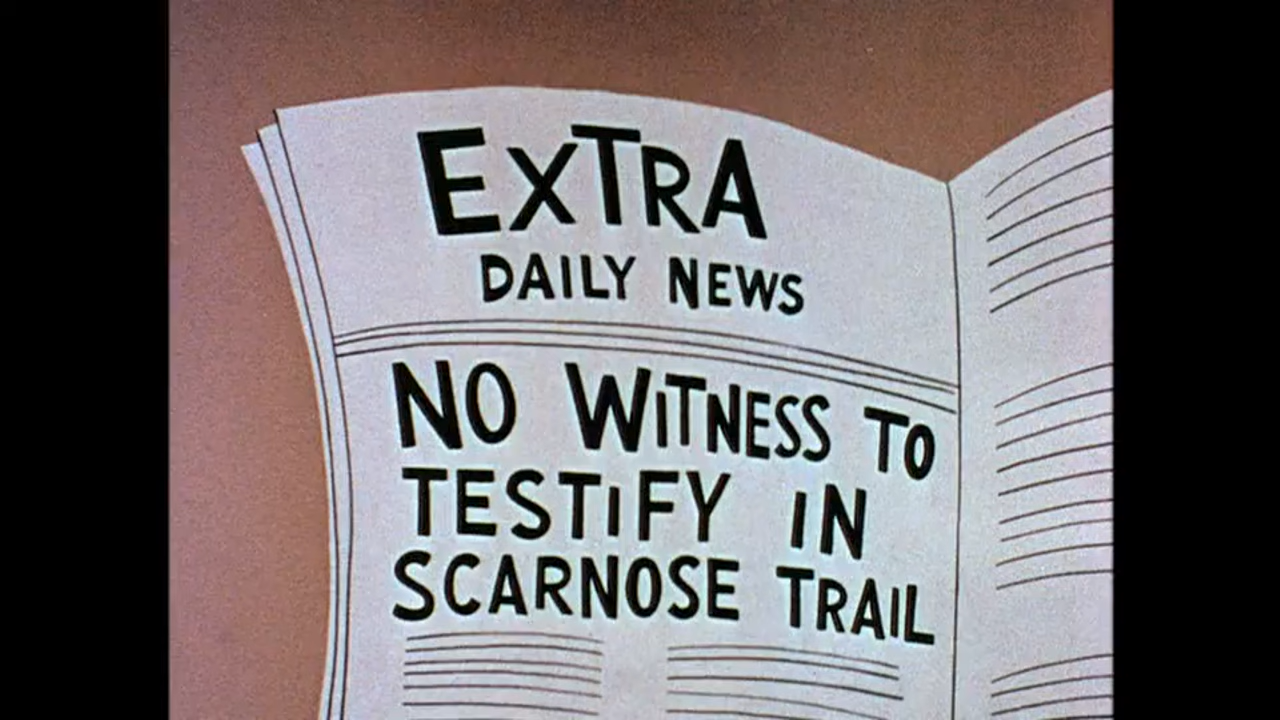 EXTRA
DAILY NEWS
NO WITNESS TO
TESTIFY IN
SCARNOSE TRAIL